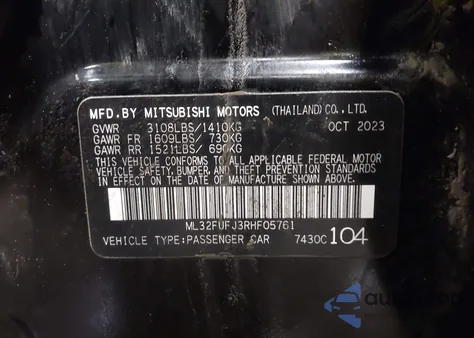 MFD.BY MITSUBISHI MOTORS (THAILAND)CO.,LTD.
GVWR 3108LBS/1410KG OCT 2023
GAWR FR 1609LBS/ 730KG
GAWR RR 1521LBS/ 690KG
THIS VEHICLE CONFORMS TO ALL APPLICABLE FEDERAL MOTOR
VEHICLE SAFETY, BUMPER, AND THEFT PREVENTION STANDARDS
IN EFFECT ON THE DATE OF MANUFACTURE SHOWN ABOVE.
ML32FUFJ3RHF05761
VEHICLE TYPE:PASSENGER CAR 7430C 104